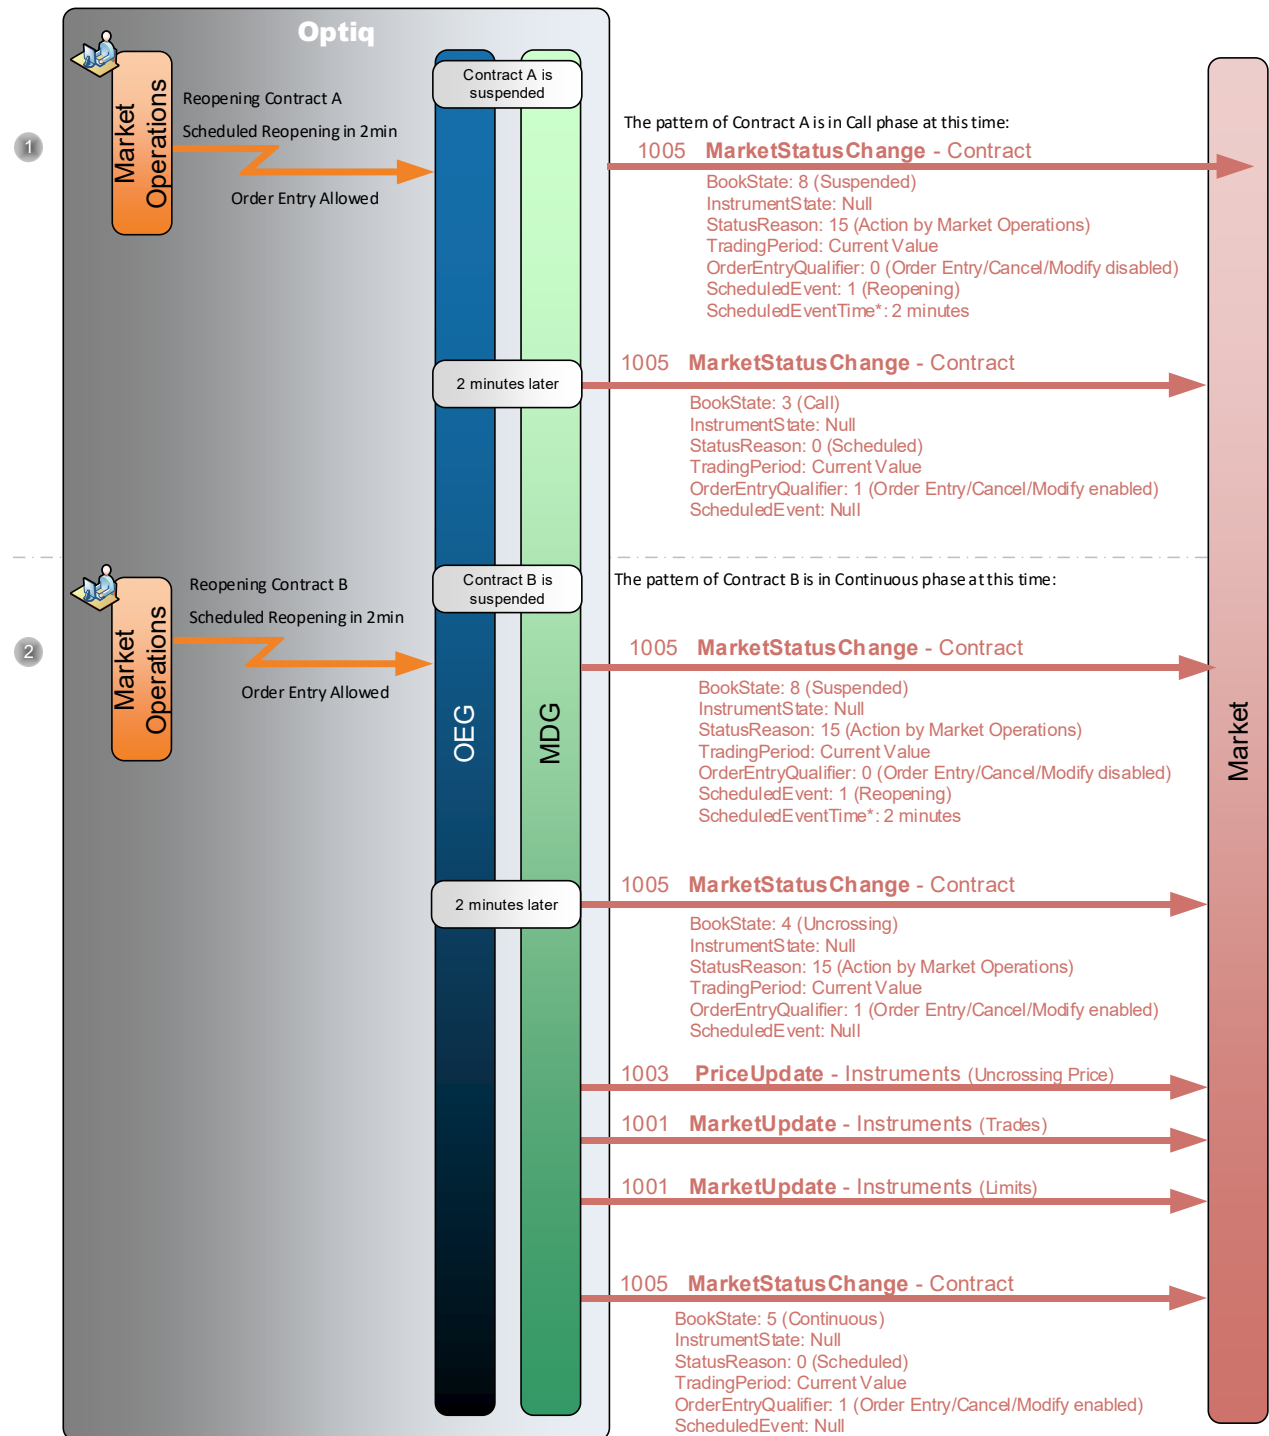 Optiq
Market
Operations
Reopening Contract A
Scheduled Reopening in 2min
Order Entry Allowed
Contract A is
suspended
1
The pattern of Contract A is in Call phase at this time:
1005 MarketStatusChange - Contract
BookState: 8 (Suspended)
InstrumentState: Null
StatusReason: 15 (Action by Market Operations)
TradingPeriod: Current Value
OrderEntryQualifier: 0 (Order Entry/Cancel/Modify disabled)
ScheduledEvent: 1 (Reopening)
ScheduledEventTime*: 2 minutes
2 minutes later
1005 MarketStatusChange - Contract
BookState: 3 (Call)
InstrumentState: Null
StatusReason: 0 (Scheduled)
TradingPeriod: Current Value
OrderEntryQualifier: 1 (Order Entry/Cancel/Modify enabled)
ScheduledEvent: Null
2
Market
Operations
Reopening Contract B
Scheduled Reopening in 2min
Order Entry Allowed
Contract B is
suspended
OEG
MDG
Market
The pattern of Contract B is in Continuous phase at this time:
1005 MarketStatusChange - Contract
BookState: 8 (Suspended)
InstrumentState: Null
StatusReason: 15 (Action by Market Operations)
TradingPeriod: Current Value
OrderEntryQualifier: 0 (Order Entry/Cancel/Modify disabled)
ScheduledEvent: 1 (Reopening)
ScheduledEventTime*: 2 minutes
2 minutes later
1005 MarketStatusChange - Contract
BookState: 4 (Uncrossing)
InstrumentState: Null
StatusReason: 15 (Action by Market Operations)
TradingPeriod: Current Value
OrderEntryQualifier: 1 (Order Entry/Cancel/Modify enabled)
ScheduledEvent: Null
1003 PriceUpdate - Instruments (Uncrossing Price)
1001 MarketUpdate - Instruments (Trades)
1001 MarketUpdate - Instruments (Limits)
1005 MarketStatusChange - Contract
BookState: 5 (Continuous)
InstrumentState: Null
StatusReason: 0 (Scheduled)
TradingPeriod: Current Value
OrderEntryQualifier: 1 (Order Entry/Cancel/Modify enabled)
ScheduledEvent: Null